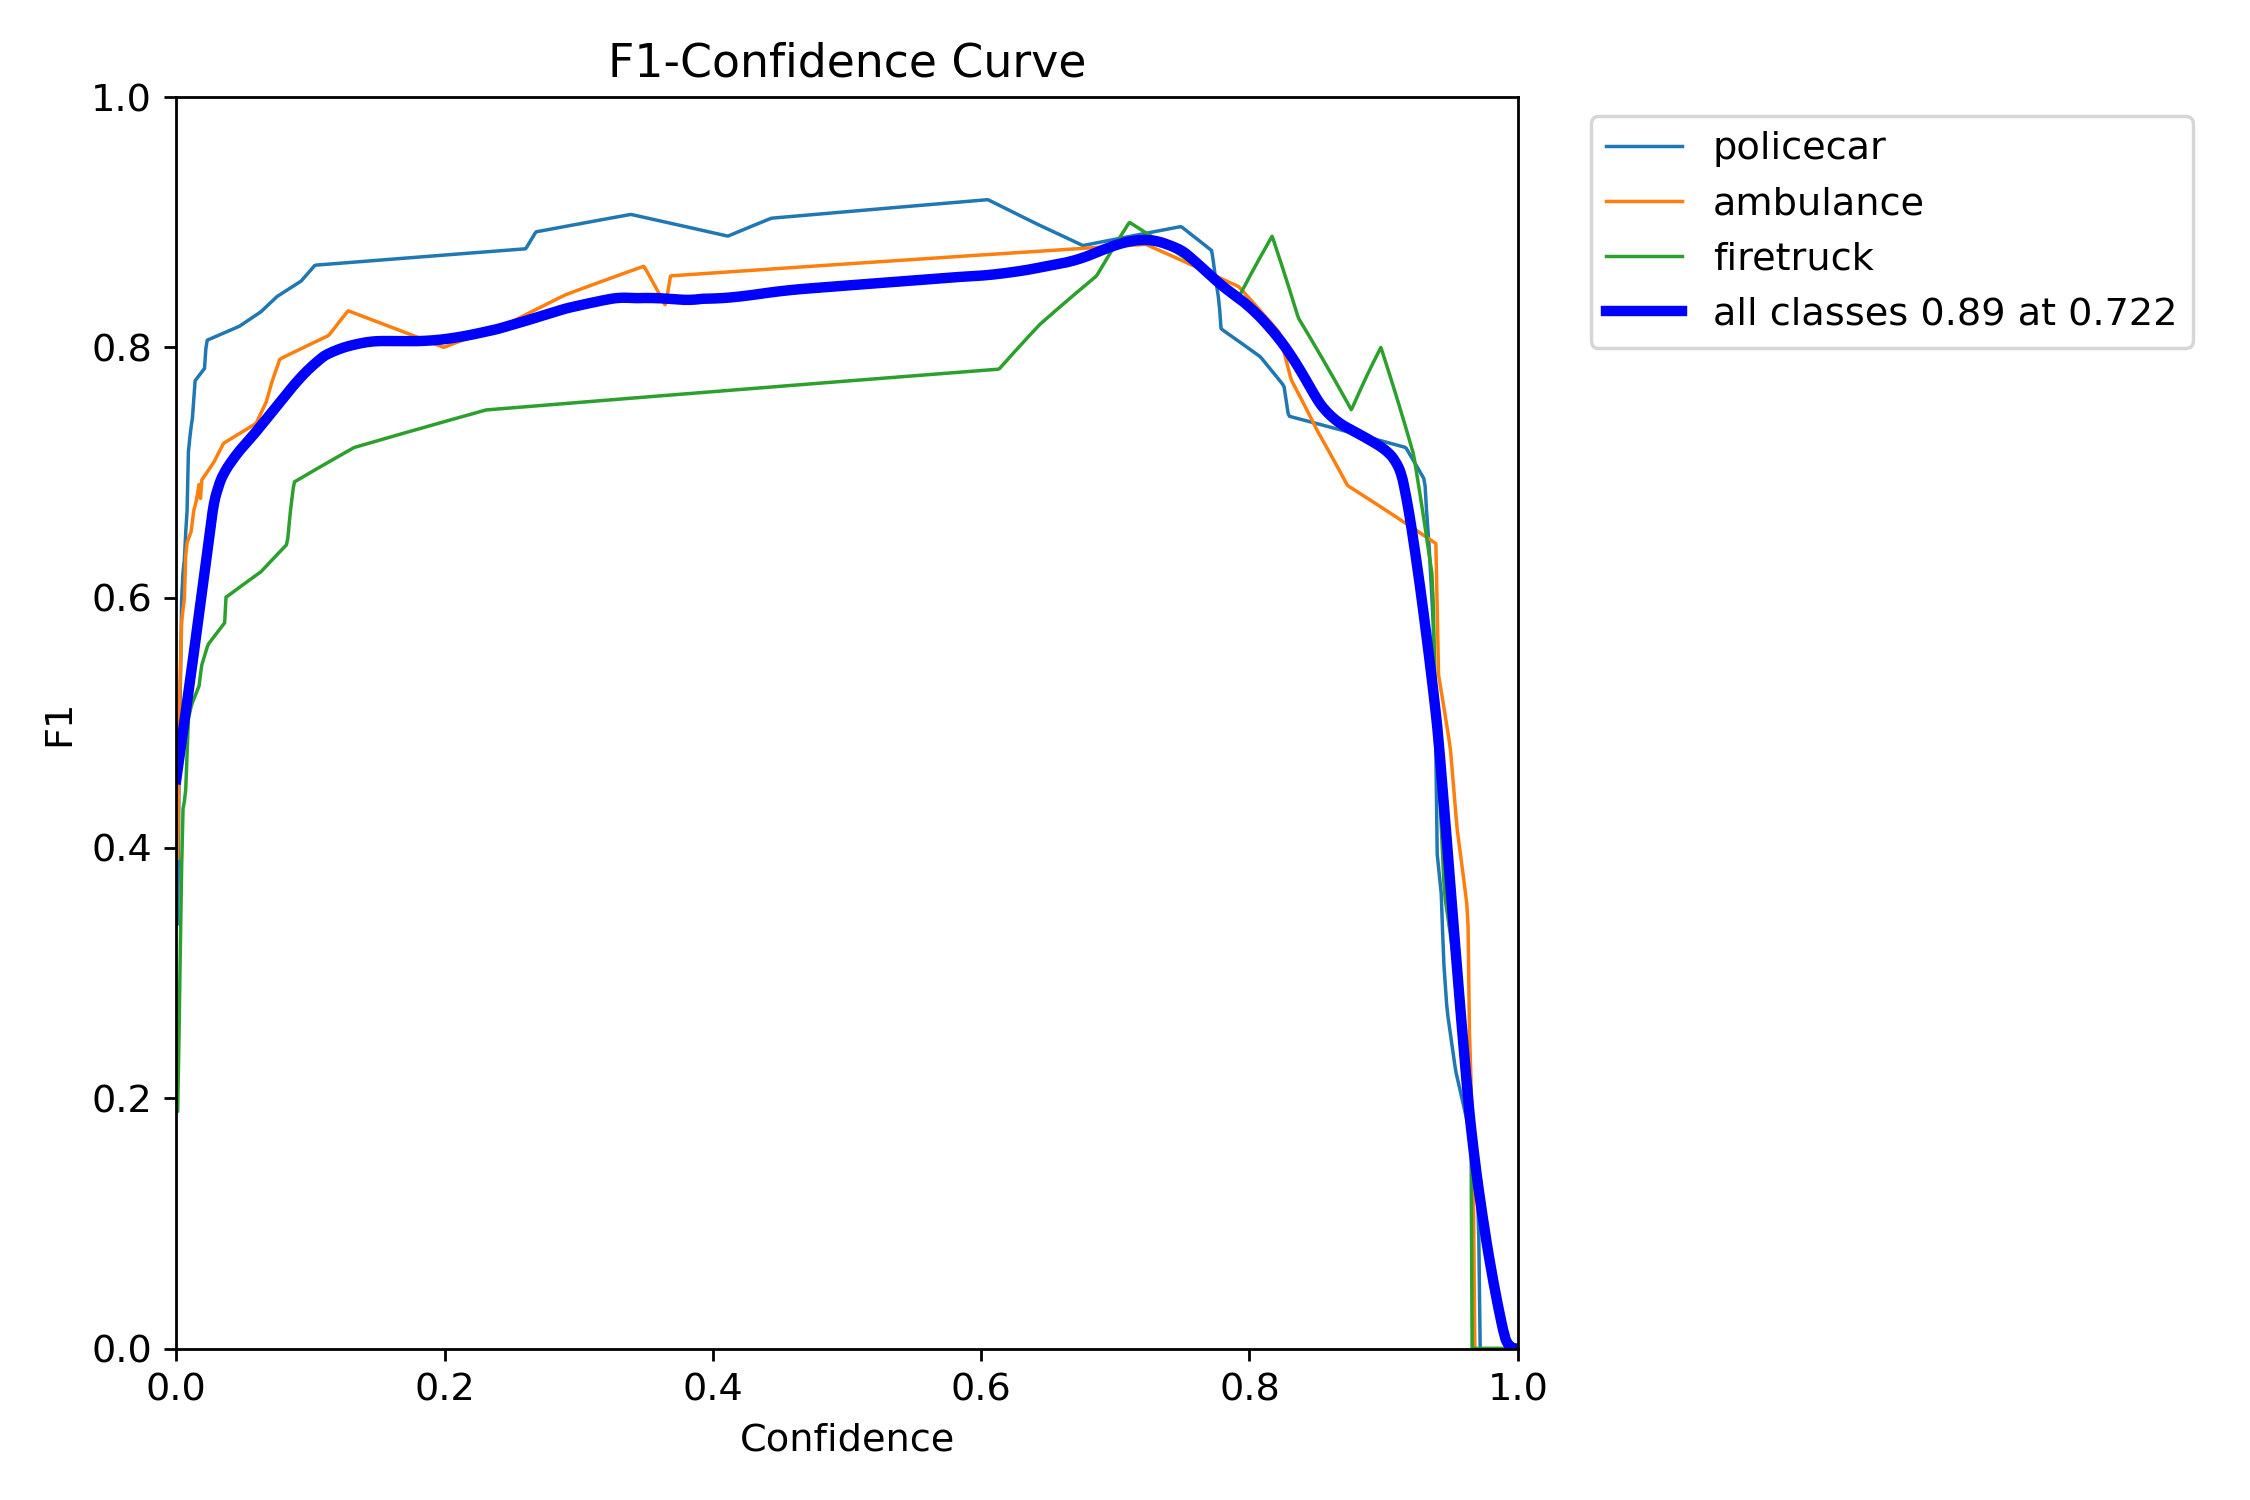 F1-Confidence Curve
1.0
0.8
0.6
0.4
0.2
0.0
F1
0.0 0.2 0.4 0.6 0.8 1.0
Confidence
policecar
ambulance
firetruck
all classes 0.89 at 0.722